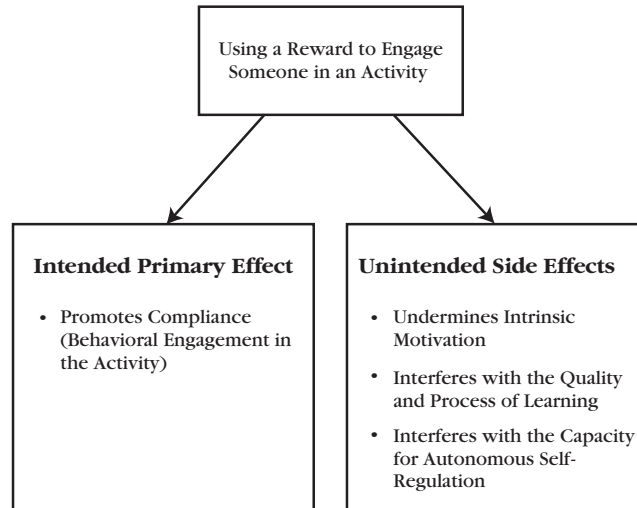 Using a Reward to Engage
Someone in an Activity
Intended Primary Effect
• Promotes Compliance
(Behavioral Engagement in
the Activity)
Unintended Side Effects
• Undermines Intrinsic
Motivation
• Interferes with the Quality
and Process of Learning
• Interferes with the Capacity
for Autonomous Self-
Regulation